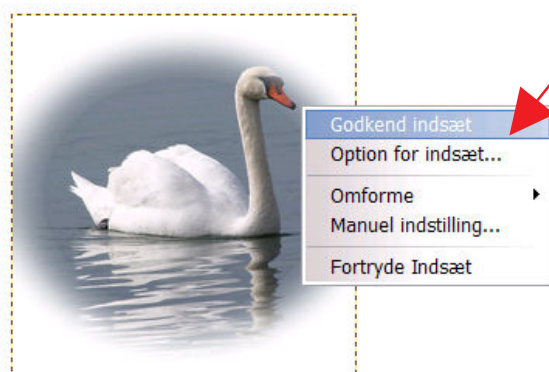 Godkend indsæt
Option for indsæt...
Omforme
Manuel indstilling...
Fortryde Indsæt